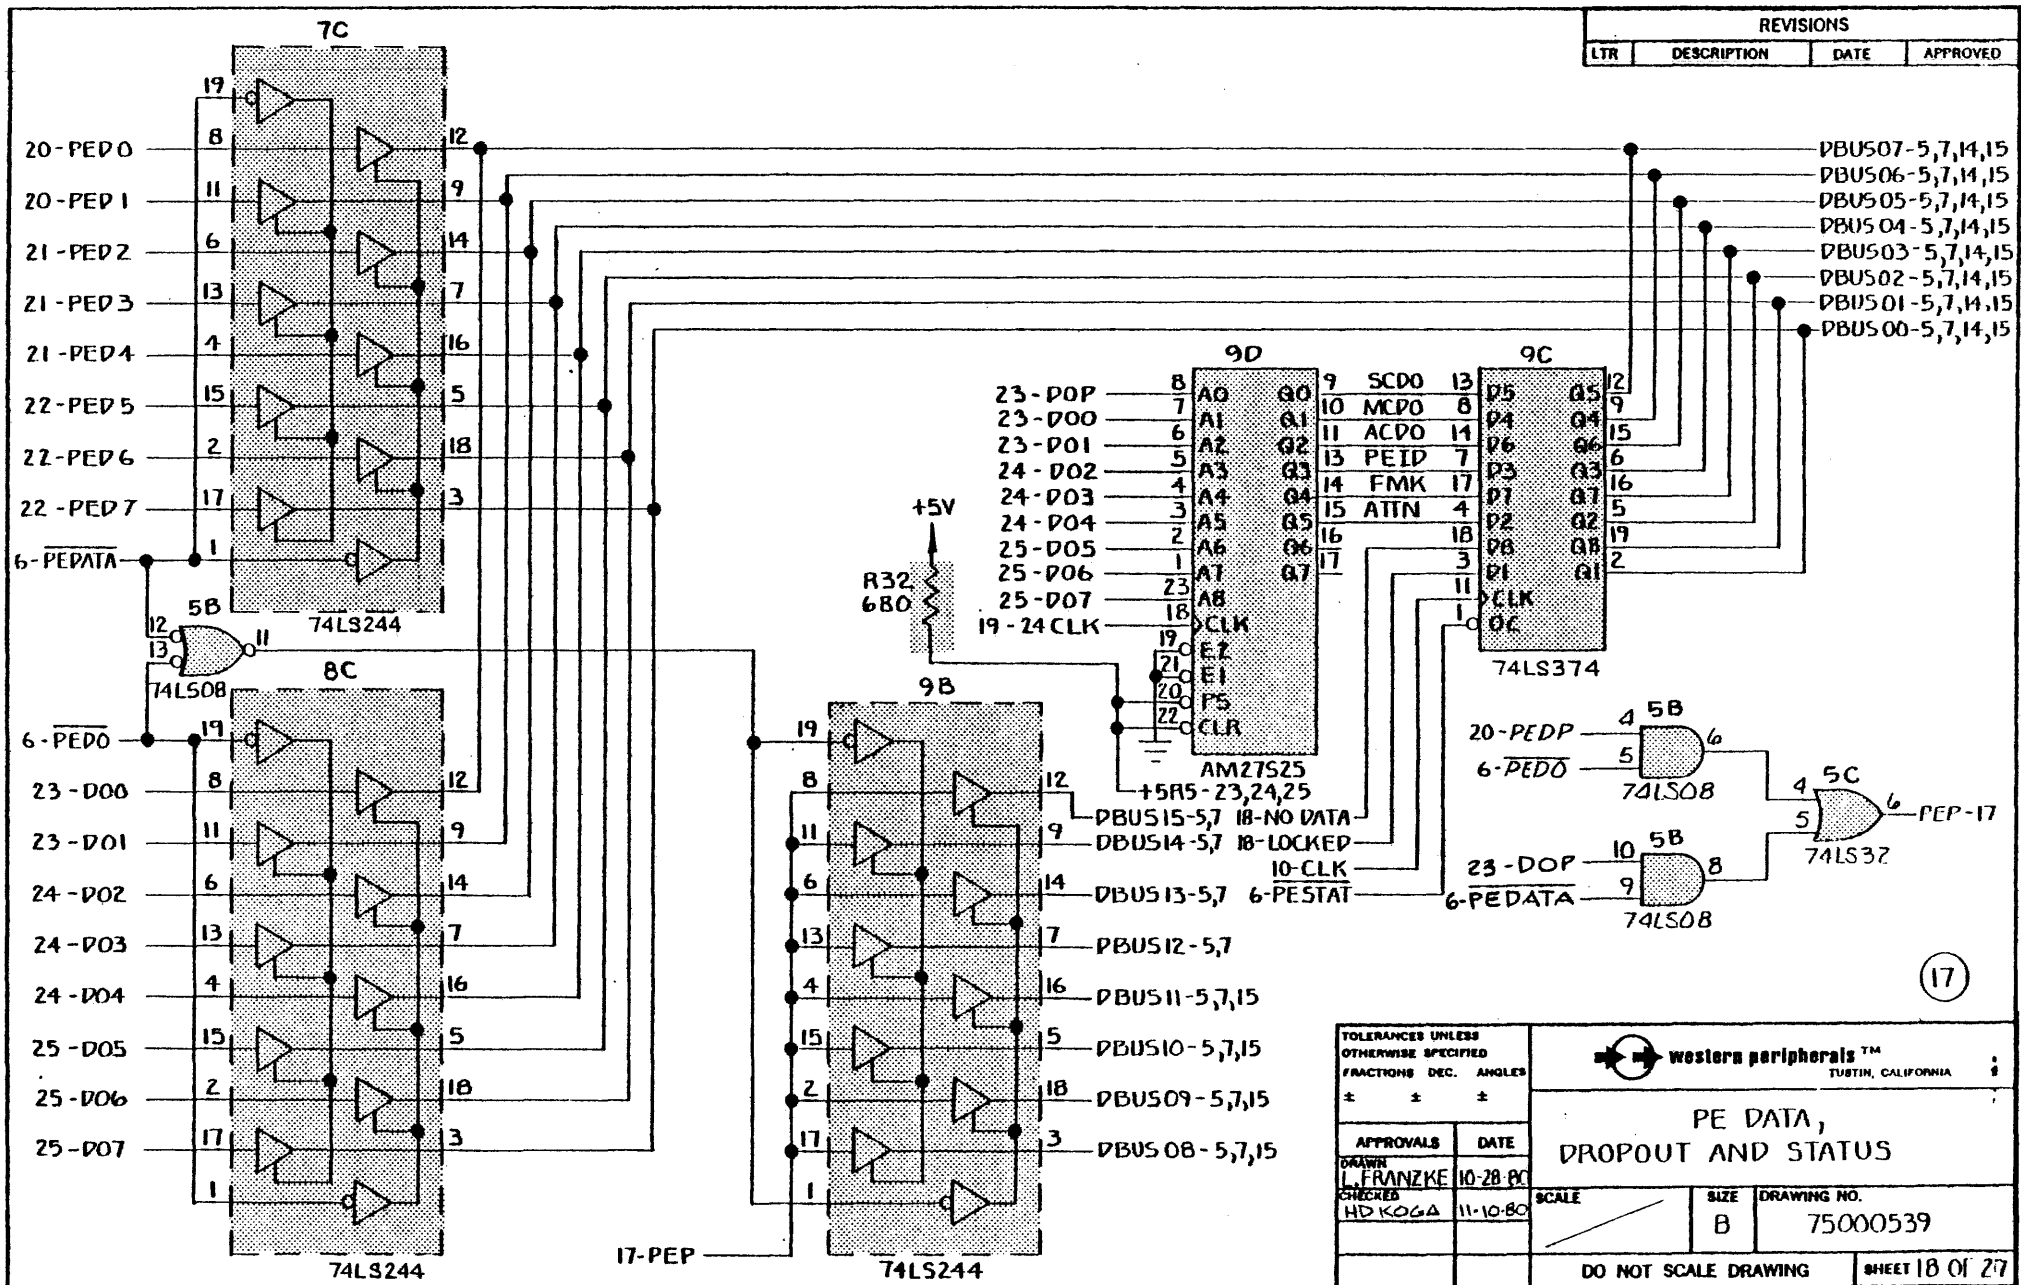 REVISIONS
LTR DESCRIPTION DATE APPROVED
7C
19
20-PED0 8 12
20-PED1 11 9
21-PED2 6 14
21-PED3 13 7
21-PED4 4 16
22-PED5 15 5
22-PED6 2 18
22-PED7 17 3
6-PEDATA 1
74LS244
DBUS07-5,7,14,15
DBUS06-5,7,14,15
DBUS05-5,7,14,15
DBUS04-5,7,14,15
DBUS03-5,7,14,15
DBUS02-5,7,14,15
DBUS01-5,7,14,15
DBUS00-5,7,14,15
5B
12 11
13
74LS08
8C
6-PEDO 19
23-DO0 8 12
23-DO1 11 9
24-DO2 6 14
24-DO3 13 7
24-DO4 4 16
25-DO5 15 5
25-DO6 2 18
25-DO7 17 3
1
74LS244
+5V
R32
680
9D
23-DOP 8 A0 Q0 9 SCDO
23-DO0 7 A1 Q1 10 MCDO
23-DO1 6 A2 Q2 11 ACDO
24-DO2 5 A3 Q3 13 PEID
24-DO3 4 A4 Q4 14 FMK
24-DO4 3 A5 Q5 15 ATTN
25-DO5 2 A6 Q6 16
25-DO6 1 A7 Q7 17
25-DO7 23 A8
19-24CLK 18 CLK
19 E2
21 E1
20 PS
22 CLR
AM27S25
+5R5-23,24,25
9C
13 D5 Q5 12
8 D4 Q4 9
14 D6 Q6 15
7 D3 Q3 6
17 D7 Q7 16
4 D2 Q2 5
18 D8 Q8 19
3 D1 Q1 2
11 CLK
1 OC
74LS374
9B
19
8 12 DBUS15-5,7 18-NO DATA
11 9 DBUS14-5,7 18-LOCKED
10-CLK
6 14 DBUS13-5,7 6-PESTAT
13 7 DBUS12-5,7
4 16 DBUS11-5,7,15
15 5 DBUS10-5,7,15
2 18 DBUS09-5,7,15
17 3 DBUS08-5,7,15
1
17-PEP
74LS244
20-PEDP 4 5B 6
6-PEDO 5
74LS08
23-DOP 10 5B 8
6-PEDATA 9
74LS08
5C
4 6 PEP-17
5
74LS32
17
TOLERANCES UNLESS
OTHERWISE SPECIFIED
FRACTIONS DEC. ANGLES
± ± ±
APPROVALS DATE
DRAWN
L.FRANZKE 10-28-80
CHECKED
HD KOGA 11-10-80
western peripherals TM
TUSTIN, CALIFORNIA
PE DATA,
DROPOUT AND STATUS
SCALE SIZE DRAWING NO.
B 75000539
DO NOT SCALE DRAWING SHEET 18 OF 27